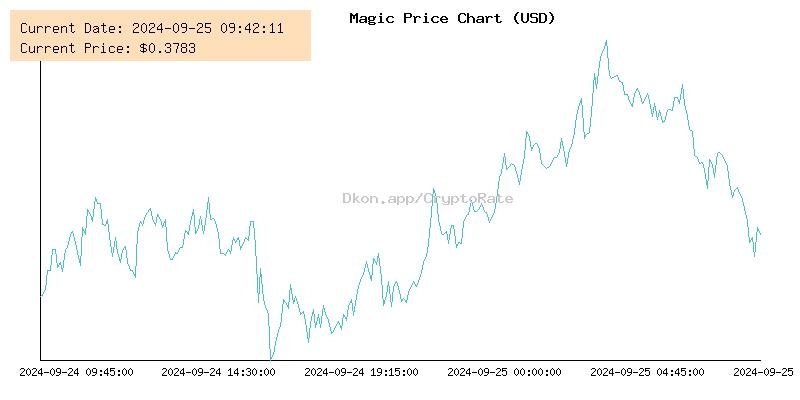 Magic Price Chart (USD)
Current Date: 2024-09-25 09:42:11
Current Price: $0.3783
Dkon.app/CryptoRate
2024-09-24 09:45:00 2024-09-24 14:30:00 2024-09-24 19:15:00 2024-09-25 00:00:00 2024-09-25 04:45:00 2024-09-25